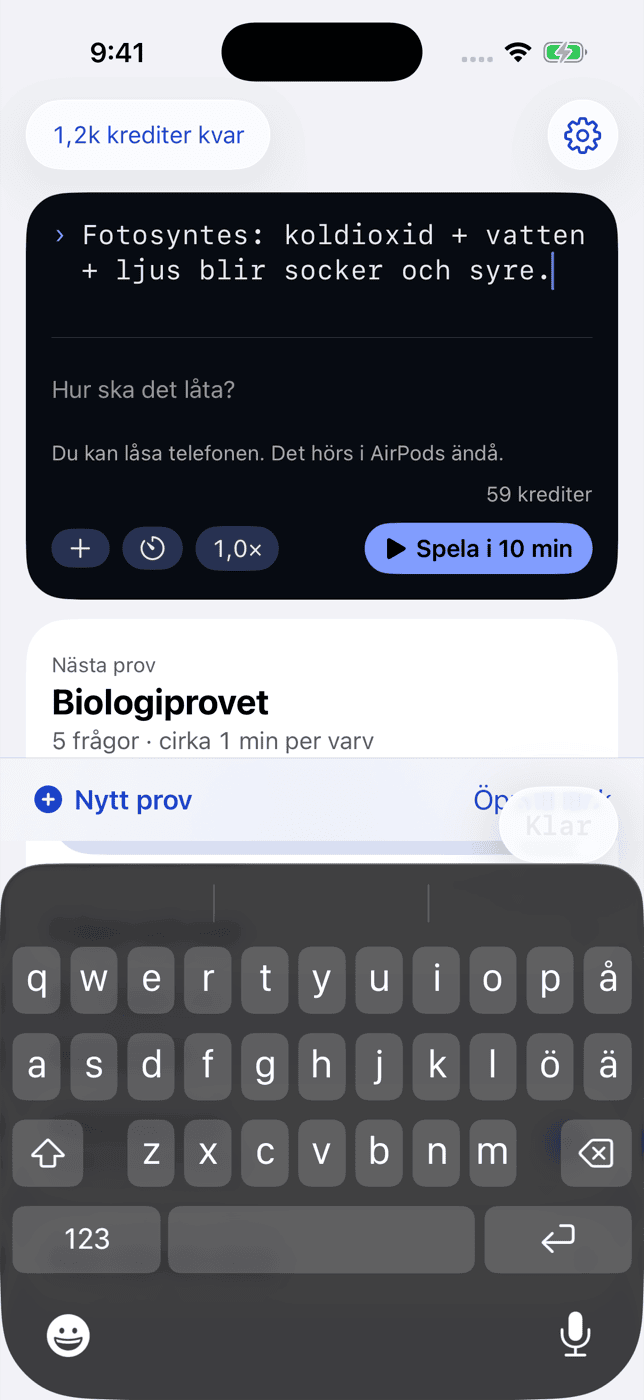 9:41
1,2k krediter kvar
› Fotosyntes: koldioxid + vatten
+ ljus blir socker och syre.
Hur ska det låta?
Du kan låsa telefonen. Det hörs i AirPods ändå.
59 krediter
1,0×
Spela i 10 min
Nästa prov
Biologiprovet
5 frågor · cirka 1 min per varv
Nytt prov
Klar
q w e r t y u i o p å
a s d f g h j k l ö ä
z x c v b n m
123